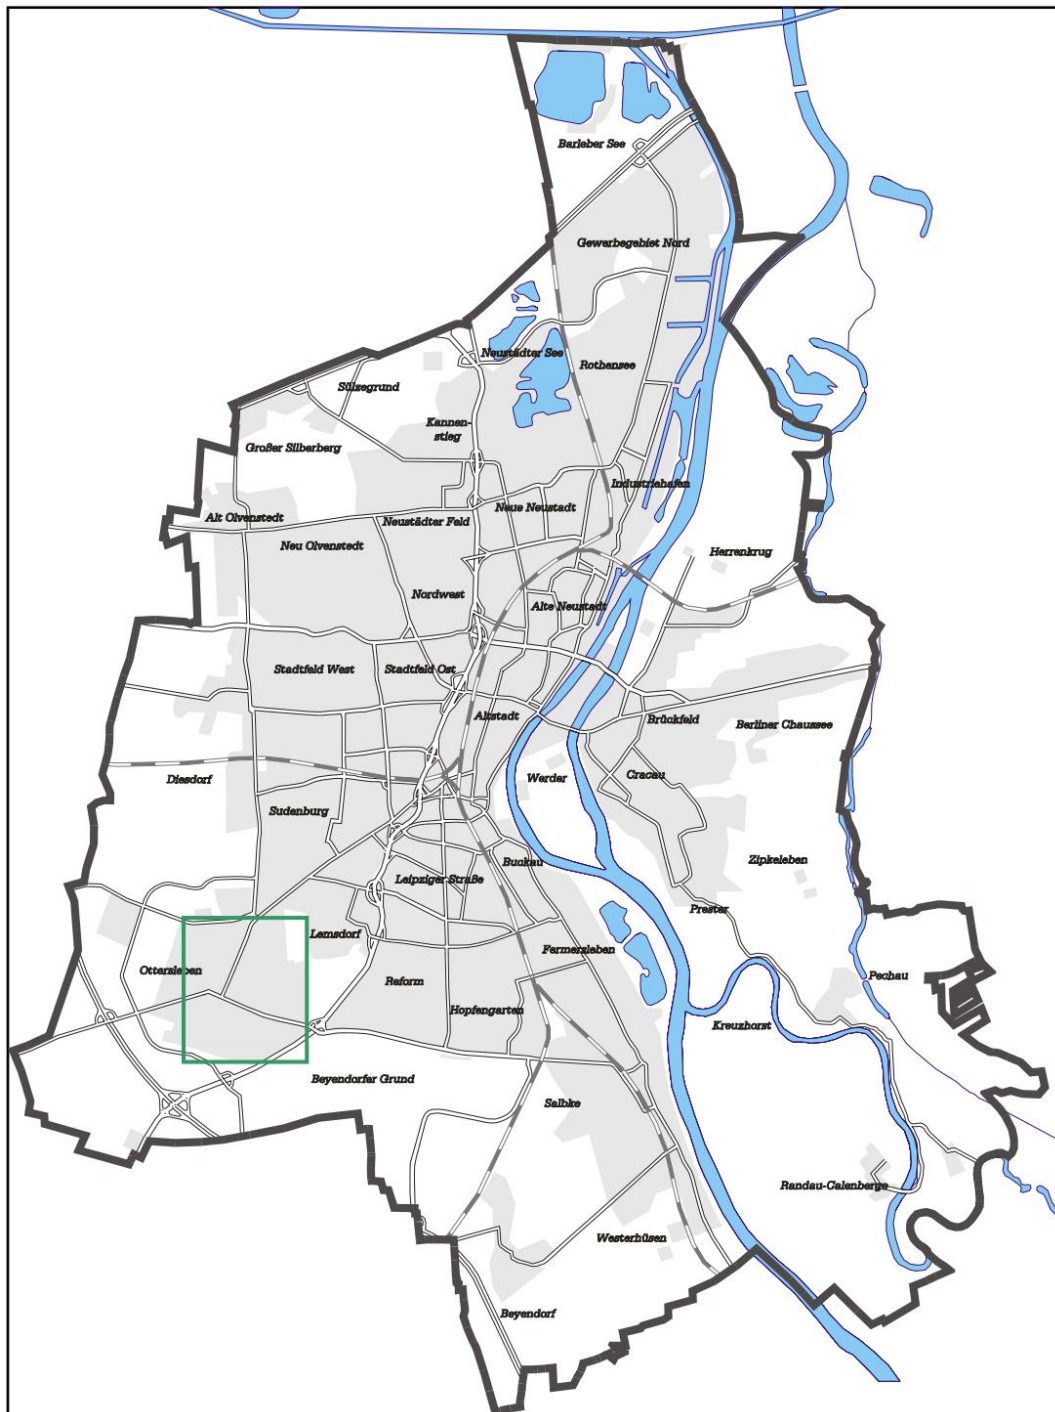 Barleber See
Gewerbegebiet Nord
Neustädter See
Rothensee
Sülzegrund
Kannen-
stieg
Großer Silberberg
Industriehafen
Neue Neustadt
Alt Olvenstedt
Neustädter Feld
Neu Olvenstedt
Herrenkrug
Nordwest
Alte Neustadt
Stadtfeld West
Stadtfeld Ost
Altstadt
Brückfeld
Berliner Chaussee
Diesdorf
Werder
Cracau
Sudenburg
Buckau
Zipkeleben
Leipziger Straße
Prester
Lemsdorf
Fermersleben
Ottersleben
Reform
Pechau
Hopfengarten
Kreuzhorst
Beyendorfer Grund
Salbke
Randau-Calenberge
Westerhüsen
Beyendorf